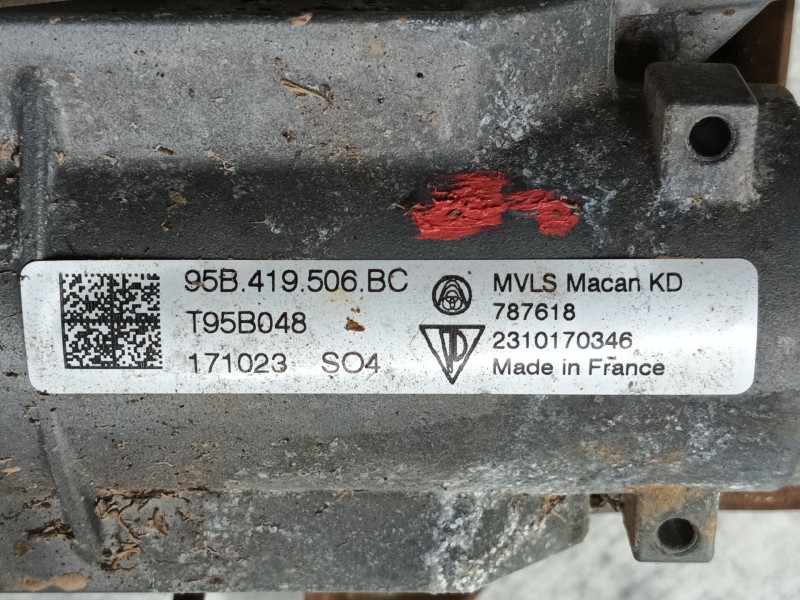 95B.419.506.BC
T95B048
171023 SO4
MVLS Macan KD
787618
2310170346
Made in France